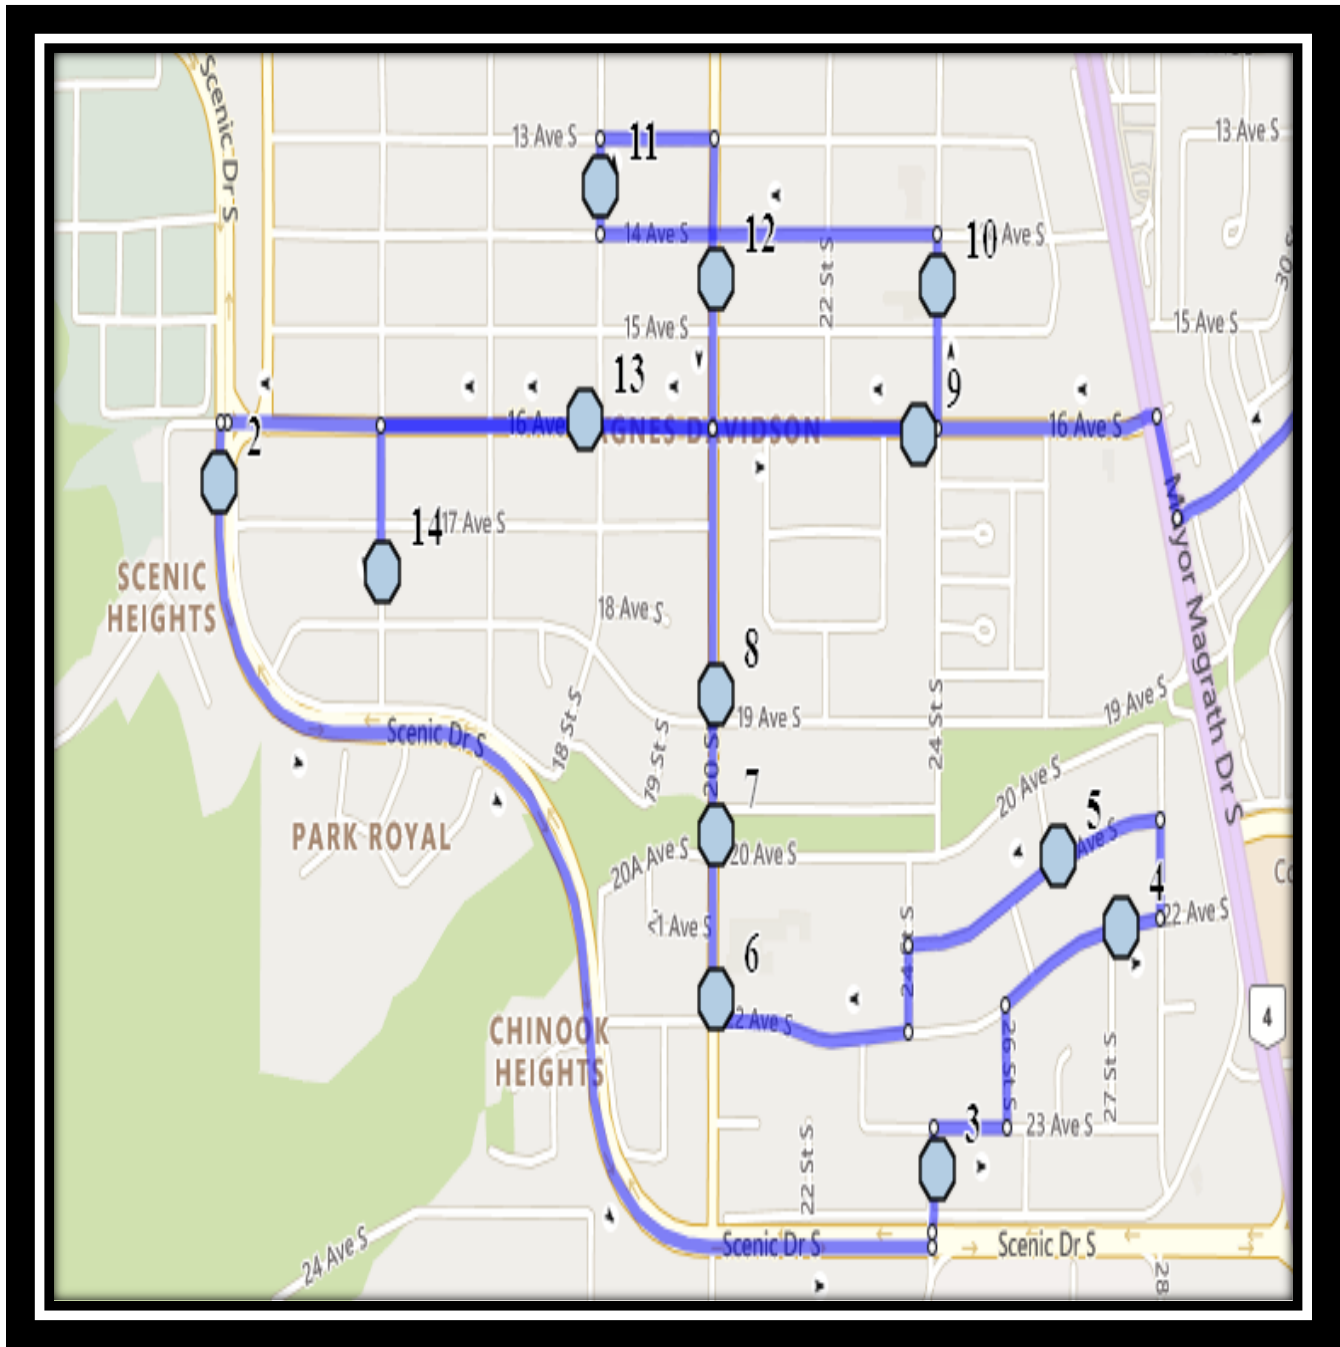 Scenic Dr S
13 Ave S
11
13 Ave S
14 Ave S
12
10
Ave S
22 St S
30 S
15 Ave S
15 Ave S
13
9
2
16 Ave
AGNES DAVIDSON
16 Ave S
14
17 Ave S
Mayor Magrath Dr S
SCENIC
HEIGHTS
18 Ave S
8
19 Ave S
19 Ave S
24 St S
Scenic Dr S
18 St S
19 St S
20 S
7
20 Ave S
5
Ave S
PARK ROYAL
20A Ave S
20 Ave S
4
22 Ave S
1 Ave S
24 St S
6
2 Ave S
CHINOOK
HEIGHTS
4
26 St S
27 St S
3
23 Ave S
22 St S
24 Ave S
Scenic Dr S
Scenic Dr S
28